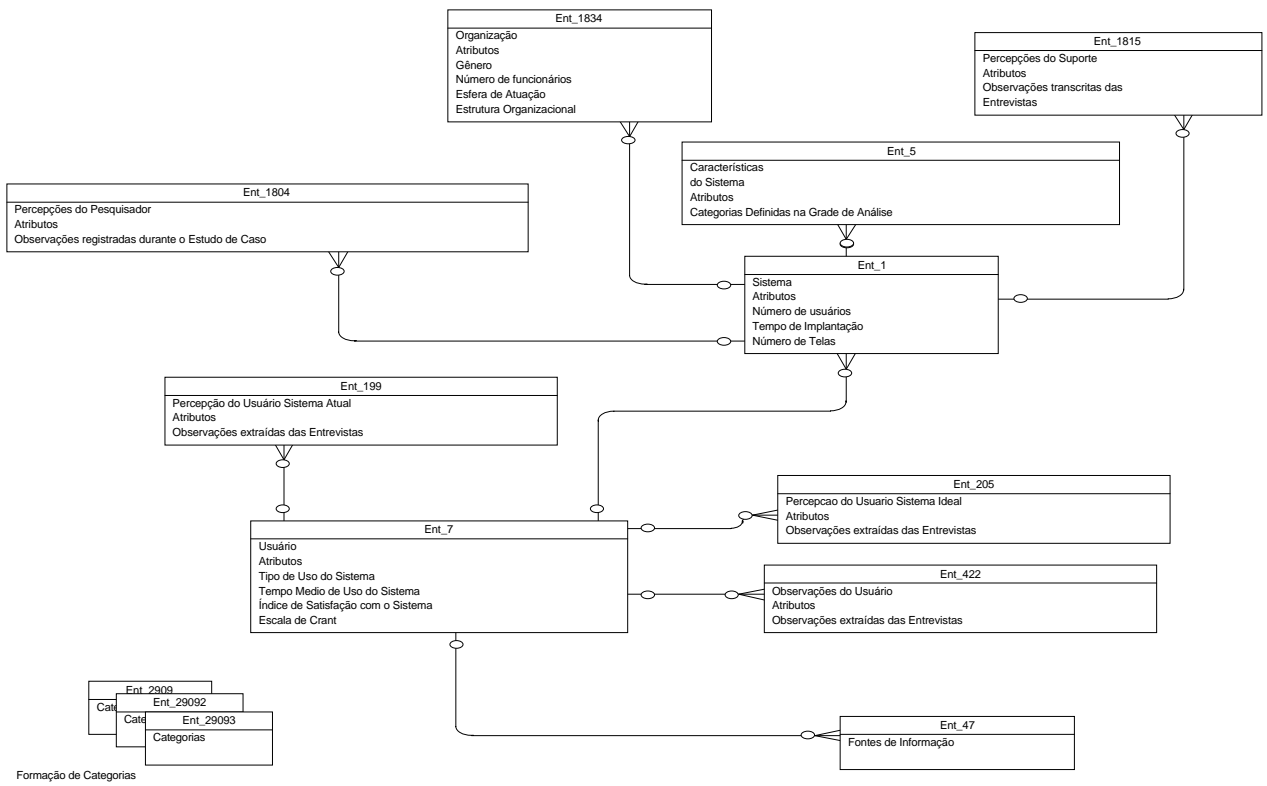 Ent_1834
Organização
Atributos
Gênero
Número de funcionários
Esfera de Atuação
Estrutura Organizacional
Ent_1815
Percepções do Suporte
Atributos
Observações transcritas das
Entrevistas
Ent_5
Características
do Sistema
Atributos
Categorias Definidas na Grade de Análise
Ent_1804
Percepções do Pesquisador
Atributos
Observações registradas durante o Estudo de Caso
Ent_1
Sistema
Atributos
Número de usuários
Tempo de Implantação
Número de Telas
Ent_199
Percepção do Usuário Sistema Atual
Atributos
Observações extraídas das Entrevistas
Ent_205
Percepcao do Usuario Sistema Ideal
Atributos
Observações extraídas das Entrevistas
Ent_7
Usuário
Atributos
Tipo de Uso do Sistema
Tempo Medio de Uso do Sistema
Índice de Satisfação com o Sistema
Escala de Crant
Ent_422
Observações do Usuário
Atributos
Observações extraídas das Entrevistas
Ent_2909
Cate
Ent_29092
Cate
Ent_29093
Categorias
Ent_47
Fontes de Informação
Formação de Categorias